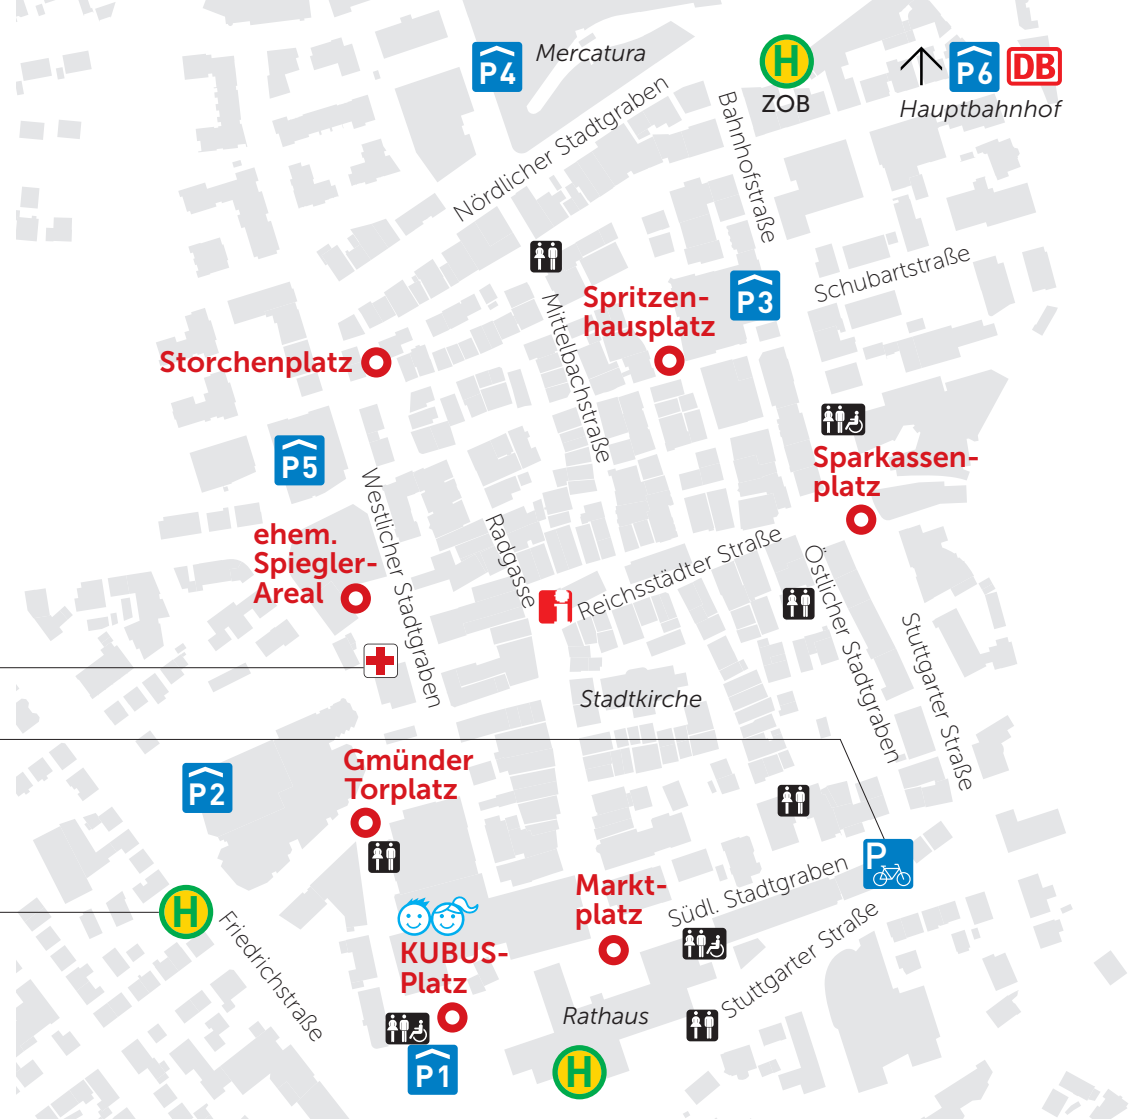 P4
Mercatura
H
ZOB
P6
DB
Hauptbahnhof
Nördlicher Stadtgraben
Bahnhofstraße
Schubartstraße
P3
Spritzen-
hausplatz
Mittelbachstraße
Storchenplatz
P5
Sparkassen-
platz
Westlicher Stadtgraben
ehem.
Spiegler-
Areal
Radgasse
Reichsstädter Straße
Östlicher Stadtgraben
Stuttgarter Straße
Stadtkirche
Gmünder
Torplatz
P2
P
H
Friedrichstraße
KUBUS-
Platz
P1
Markt-
platz
Südl. Stadtgraben
Stuttgarter Straße
Rathaus
H